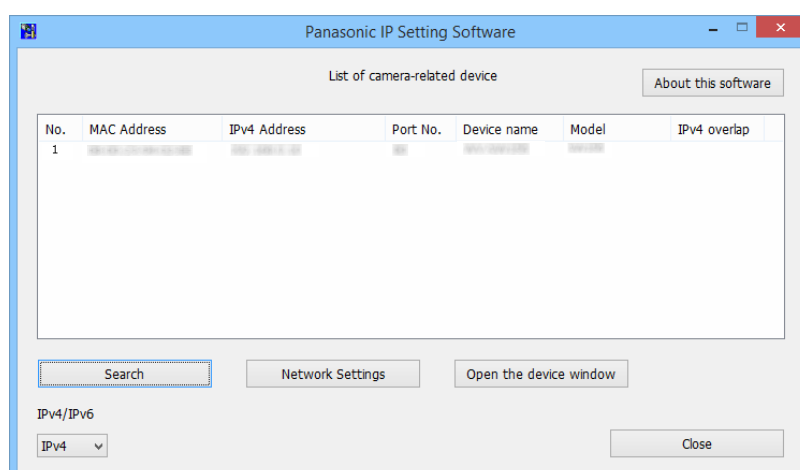 Panasonic IP Setting Software
List of camera-related device
About this software
No. MAC Address IPv4 Address Port No. Device name Model IPv4 overlap
1
Search Network Settings Open the device window
IPv4/IPv6
IPv4 Close